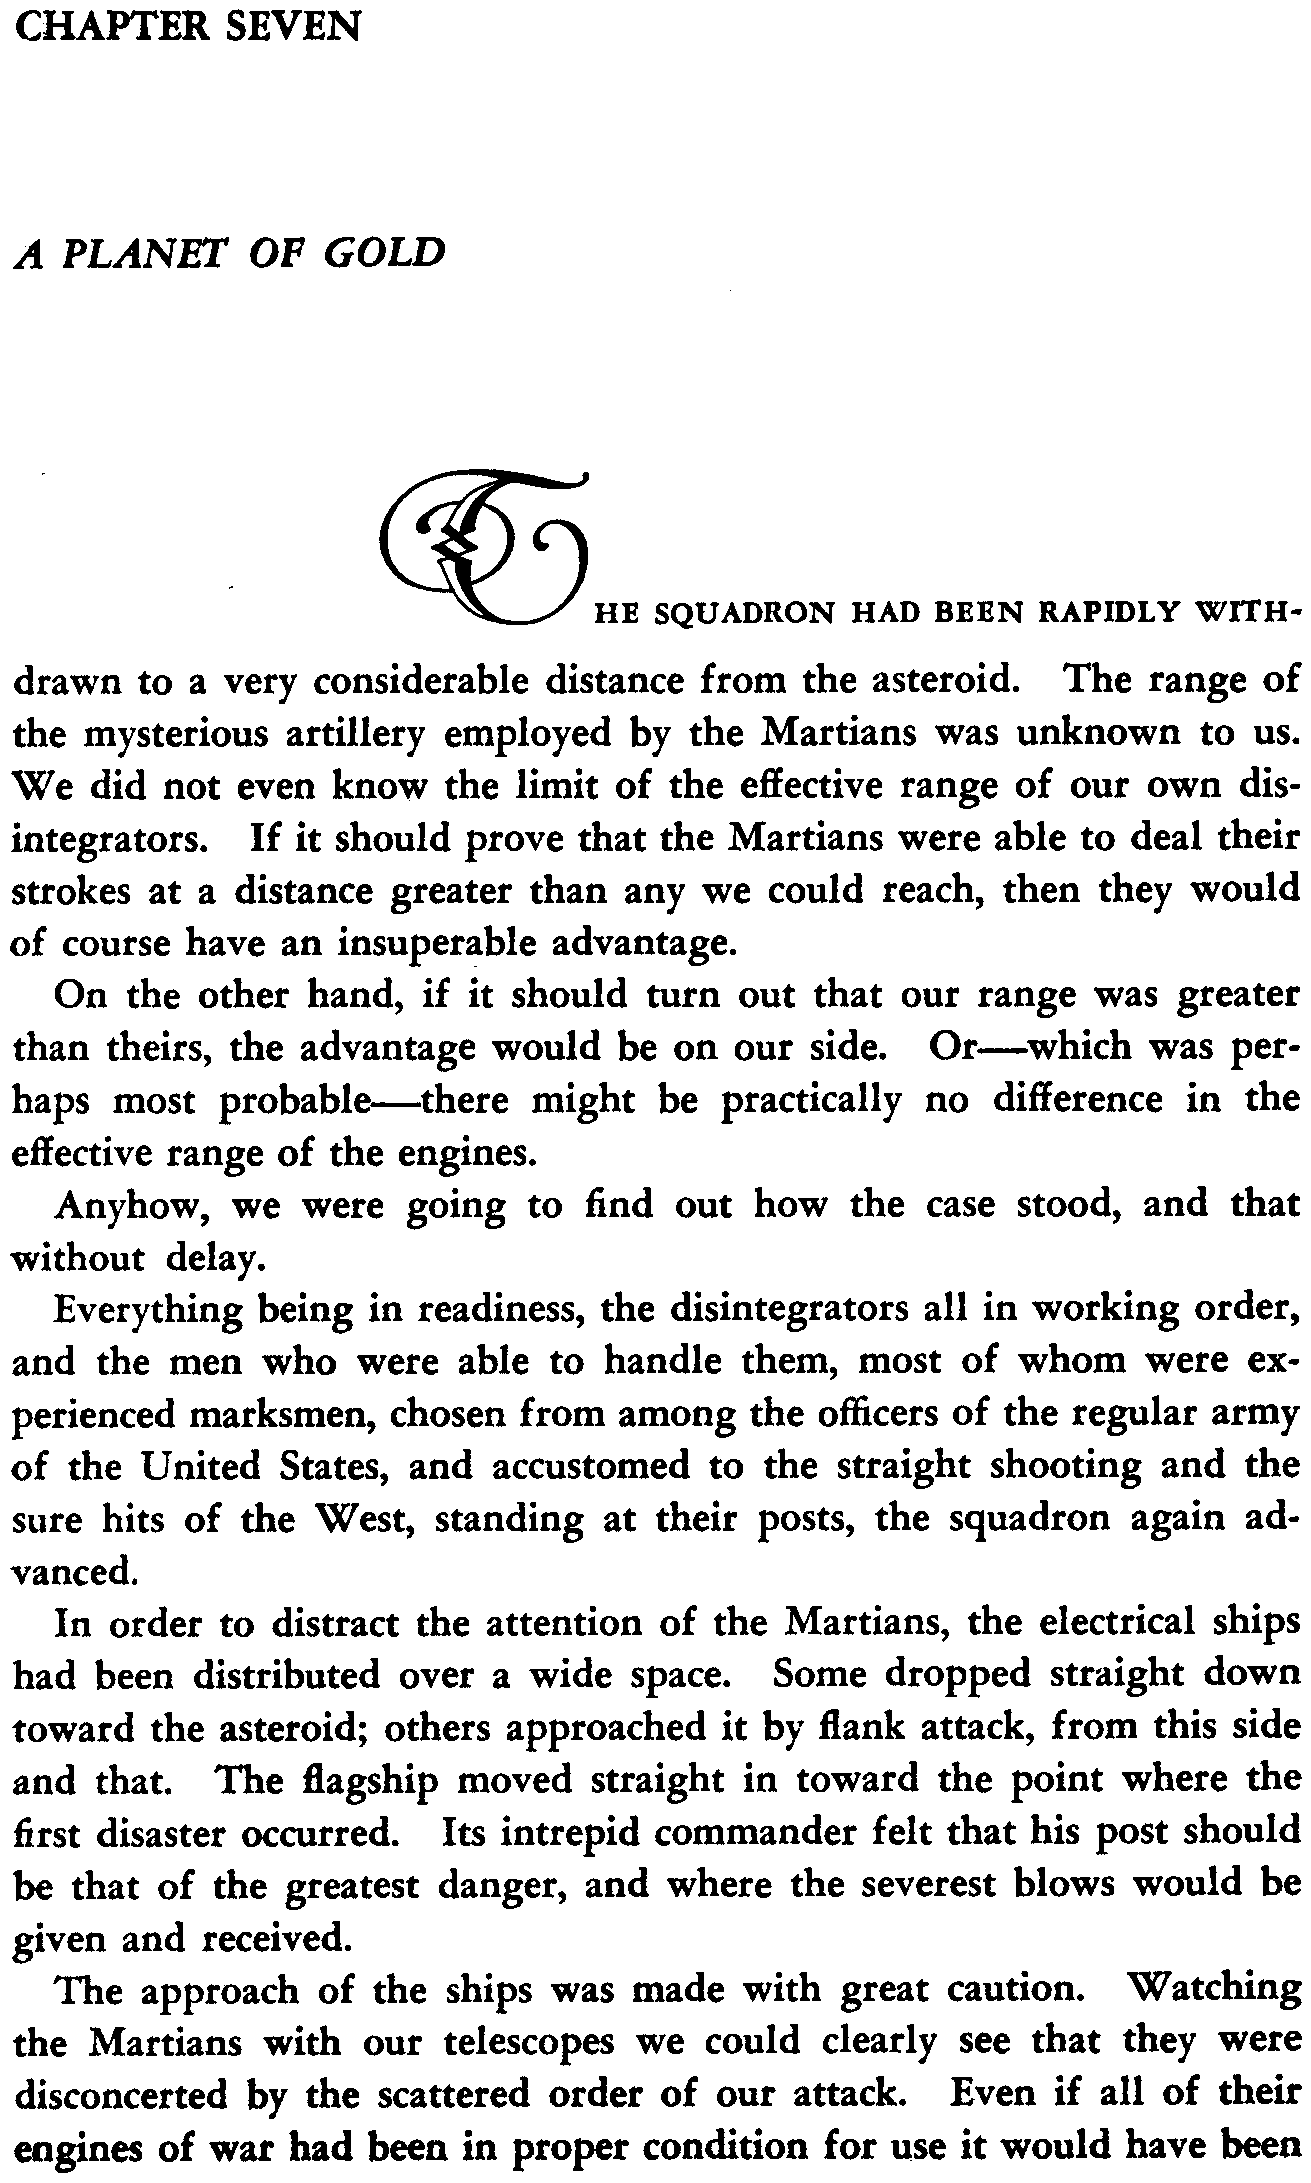 CHAPTER SEVEN
A PLANET OF GOLD
THE SQUADRON HAD BEEN RAPIDLY WITH-
drawn to a very considerable distance from the asteroid. The range of
the mysterious artillery employed by the Martians was unknown to us.
We did not even know the limit of the effective range of our own dis-
integrators. If it should prove that the Martians were able to deal their
strokes at a distance greater than any we could reach, then they would
of course have an insuperable advantage.
On the other hand, if it should turn out that our range was greater
than theirs, the advantage would be on our side. Or—which was per-
haps most probable—there might be practically no difference in the
effective range of the engines.
Anyhow, we were going to find out how the case stood, and that
without delay.
Everything being in readiness, the disintegrators all in working order,
and the men who were able to handle them, most of whom were ex-
perienced marksmen, chosen from among the officers of the regular army
of the United States, and accustomed to the straight shooting and the
sure hits of the West, standing at their posts, the squadron again ad-
vanced.
In order to distract the attention of the Martians, the electrical ships
had been distributed over a wide space. Some dropped straight down
toward the asteroid; others approached it by flank attack, from this side
and that. The flagship moved straight in toward the point where the
first disaster occurred. Its intrepid commander felt that his post should
be that of the greatest danger, and where the severest blows would be
given and received.
The approach of the ships was made with great caution. Watching
the Martians with our telescopes we could clearly see that they were
disconcerted by the scattered order of our attack. Even if all of their
engines of war had been in proper condition for use it would have been